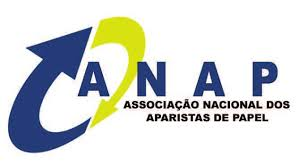 ANAP
ASSOCIAÇÃO NACIONAL DOS
APARISTAS DE PAPEL